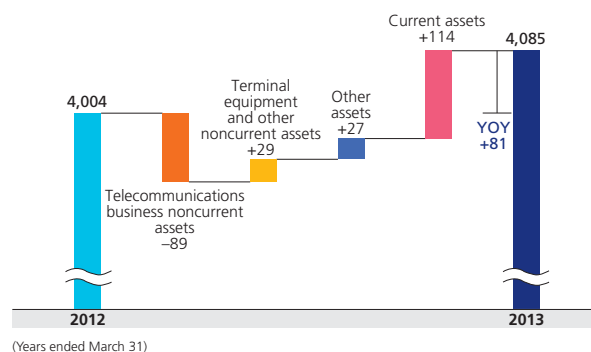 Current assets
+114
4,085
4,004
Terminal
equipment
and other
noncurrent assets
+29
Other
assets
+27
YOY
+81
Telecommunications
business noncurrent
assets
–89
2012
2013
(Years ended March 31)